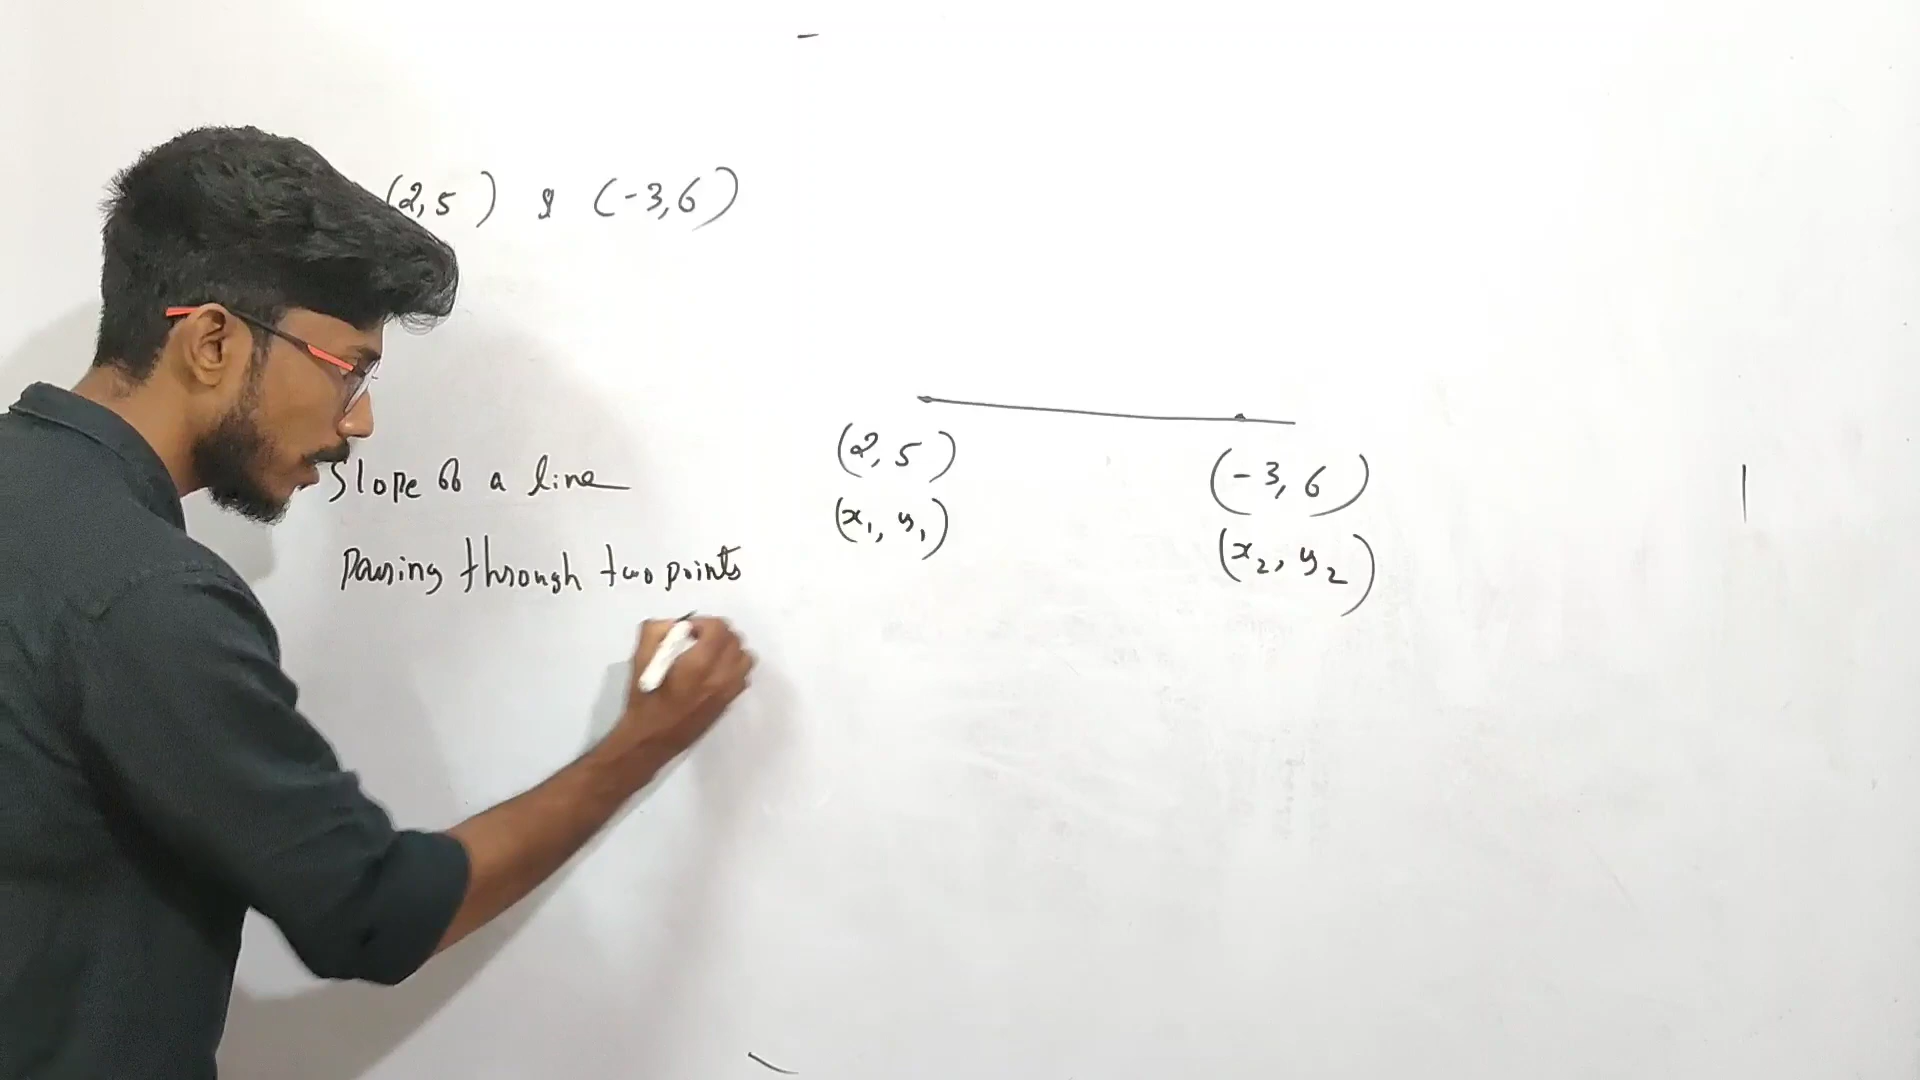 (2,5) & (-3,6)
(2,5)
(-3,6)
Slope of a line
(x₁, y₁)
(x₂, y₂)
passing through two points